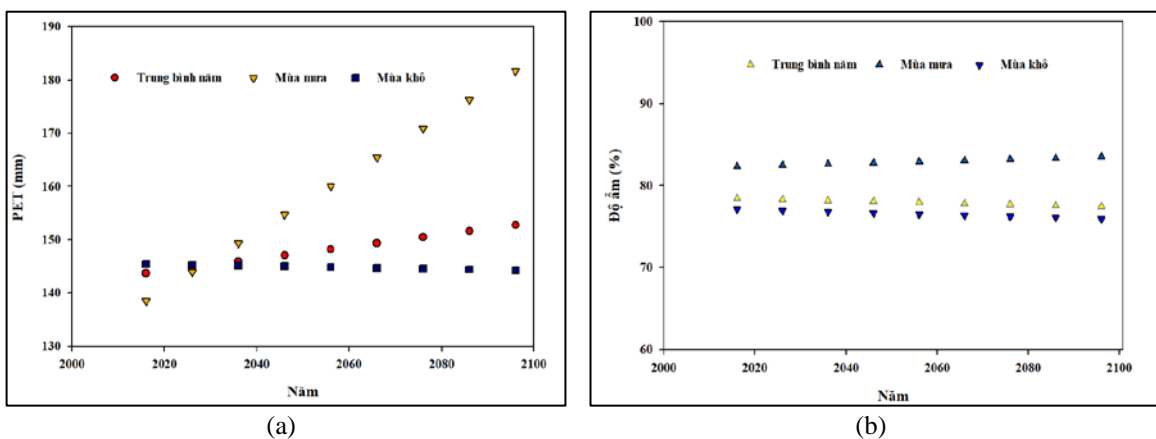 190
180
170
160
150
140
130
PET (mm)
Trung bình năm Mùa mưa Mùa khô
2000 2020 2040 2060 2080 2100
Năm
(a)
100
90
80
70
60
Độ ẩm (%)
Trung bình năm Mùa mưa Mùa khô
2000 2020 2040 2060 2080 2100
Năm
(b)